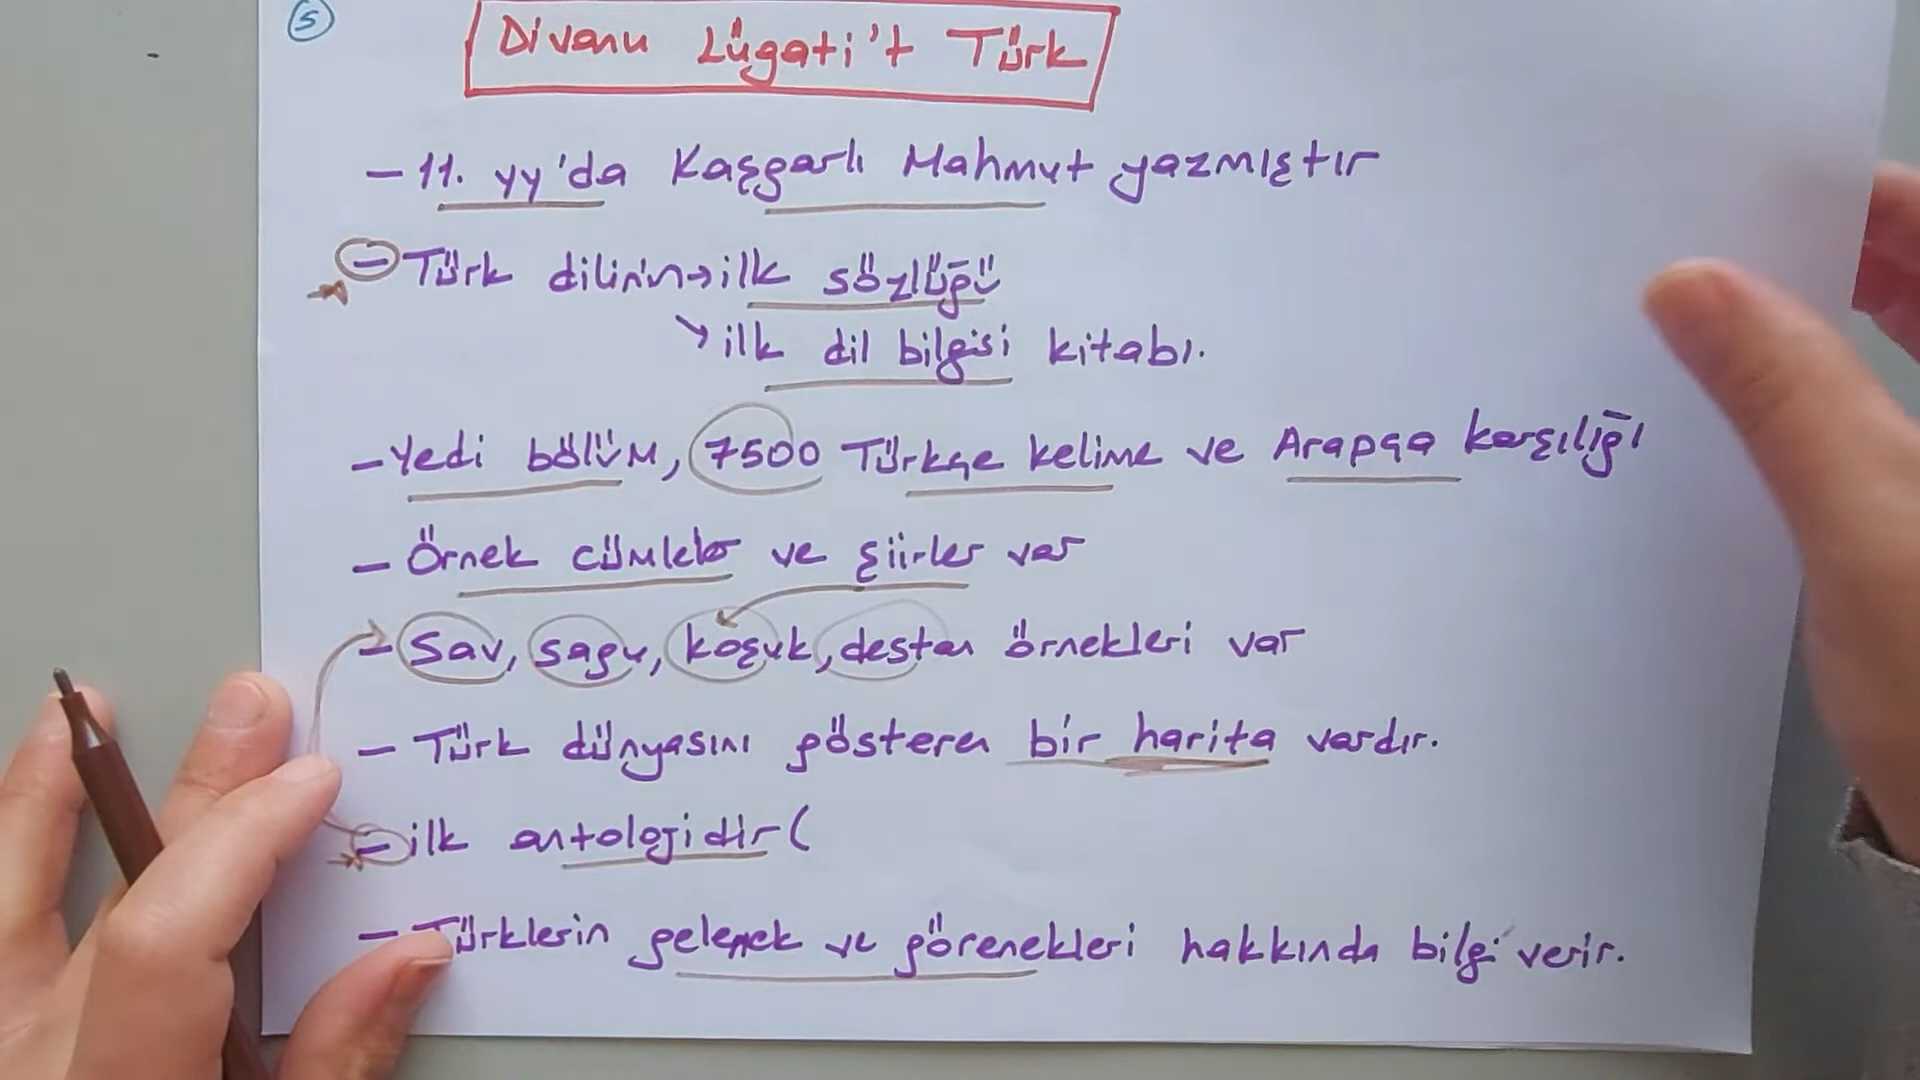 5
Divanu Lûgati't Türk
- 11. yy'da Kaşgarlı Mahmut yazmıştır
- Türk dilinin → ilk sözlüğü
↘ ilk dil bilgisi kitabı.
- Yedi bölüm, 7500 Türkçe kelime ve Arapça karşılığı
- Örnek cümleler ve şiirler var
- Sav, sagu, koşuk, destan örnekleri var
- Türk dünyasını gösteren bir harita vardır.
- ilk antolojidir (
- Türklerin gelenek ve görenekleri hakkında bilgi verir.